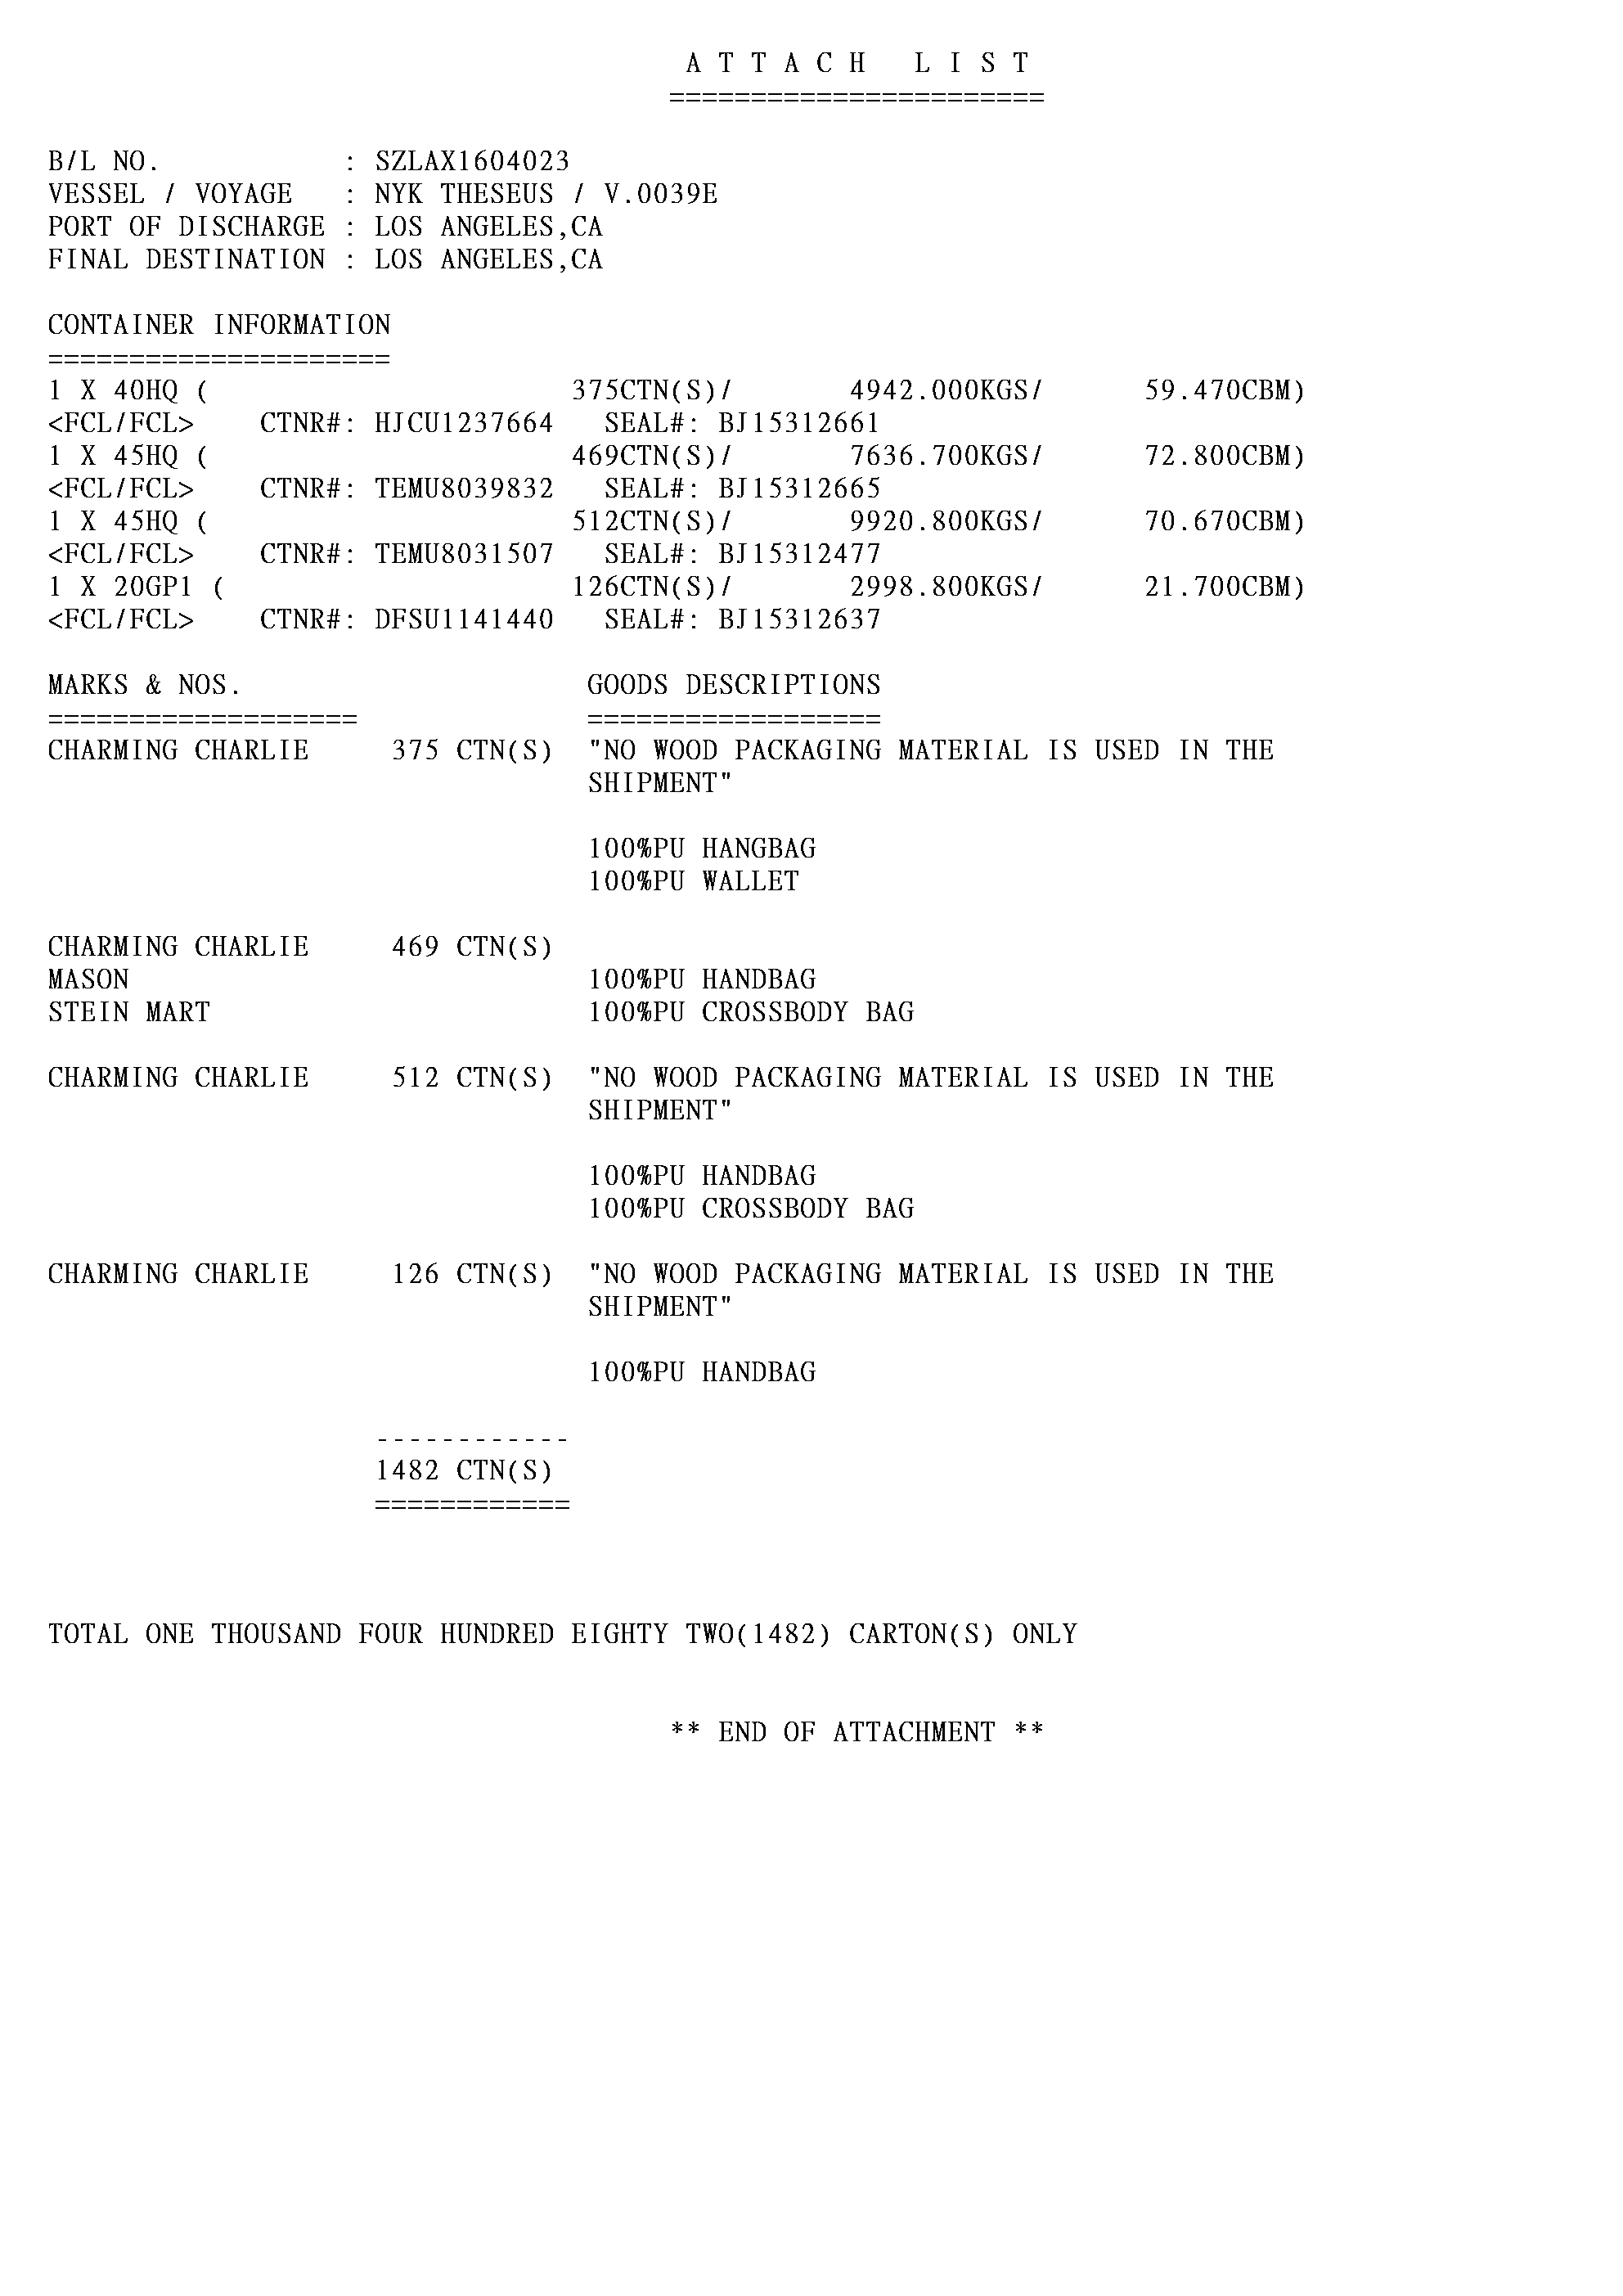 A T T A C H   L I S T
=======================
B/L NO.            : SZLAX1604023
VESSEL / VOYAGE    : NYK THESEUS / V.0039E
PORT OF DISCHARGE : LOS ANGELES,CA
FINAL DESTINATION : LOS ANGELES,CA
CONTAINER INFORMATION
=====================
1 X 40HQ (                      375CTN(S)/       4942.000KGS/      59.470CBM)
<FCL/FCL>    CTNR#: HJCU1237664   SEAL#: BJ15312661
1 X 45HQ (                      469CTN(S)/       7636.700KGS/      72.800CBM)
<FCL/FCL>    CTNR#: TEMU8039832   SEAL#: BJ15312665
1 X 45HQ (                      512CTN(S)/       9920.800KGS/      70.670CBM)
<FCL/FCL>    CTNR#: TEMU8031507   SEAL#: BJ15312477
1 X 20GP1 (                     126CTN(S)/       2998.800KGS/      21.700CBM)
<FCL/FCL>    CTNR#: DFSU1141440   SEAL#: BJ15312637
MARKS & NOS.                     GOODS DESCRIPTIONS
===================              ==================
CHARMING CHARLIE     375 CTN(S)  "NO WOOD PACKAGING MATERIAL IS USED IN THE
SHIPMENT"
100%PU HANGBAG
100%PU WALLET
CHARMING CHARLIE     469 CTN(S)
MASON                            100%PU HANDBAG
STEIN MART                       100%PU CROSSBODY BAG
CHARMING CHARLIE     512 CTN(S)  "NO WOOD PACKAGING MATERIAL IS USED IN THE
SHIPMENT"
100%PU HANDBAG
100%PU CROSSBODY BAG
CHARMING CHARLIE     126 CTN(S)  "NO WOOD PACKAGING MATERIAL IS USED IN THE
SHIPMENT"
100%PU HANDBAG
------------
1482 CTN(S)
============
TOTAL ONE THOUSAND FOUR HUNDRED EIGHTY TWO(1482) CARTON(S) ONLY
** END OF ATTACHMENT **